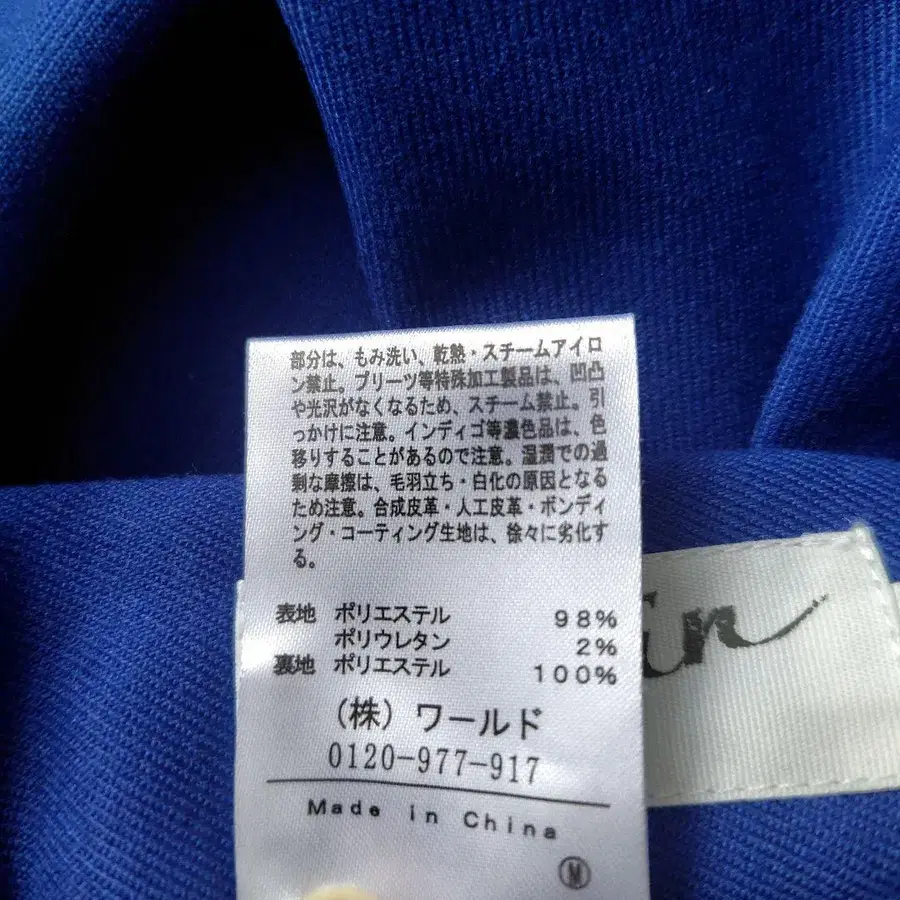 部分は、もみ洗い、乾熱・スチームアイロ
ン禁止。プリーツ等特殊加工製品は、凹凸
や光沢がなくなるため、スチーム禁止。引
っかけに注意。インディゴ等濃色品は、色
移りすることがあるので注意。湿潤での過
剰な摩擦は、毛羽立ち・白化の原因となる
ため注意。合成皮革・人工皮革・ボンディ
ング・コーティング生地は、徐々に劣化す
る。
表地 ポリエステル 98%
ポリウレタン 2%
裏地 ポリエステル 100%
(株) ワールド
0120-977-917
Made in China
M